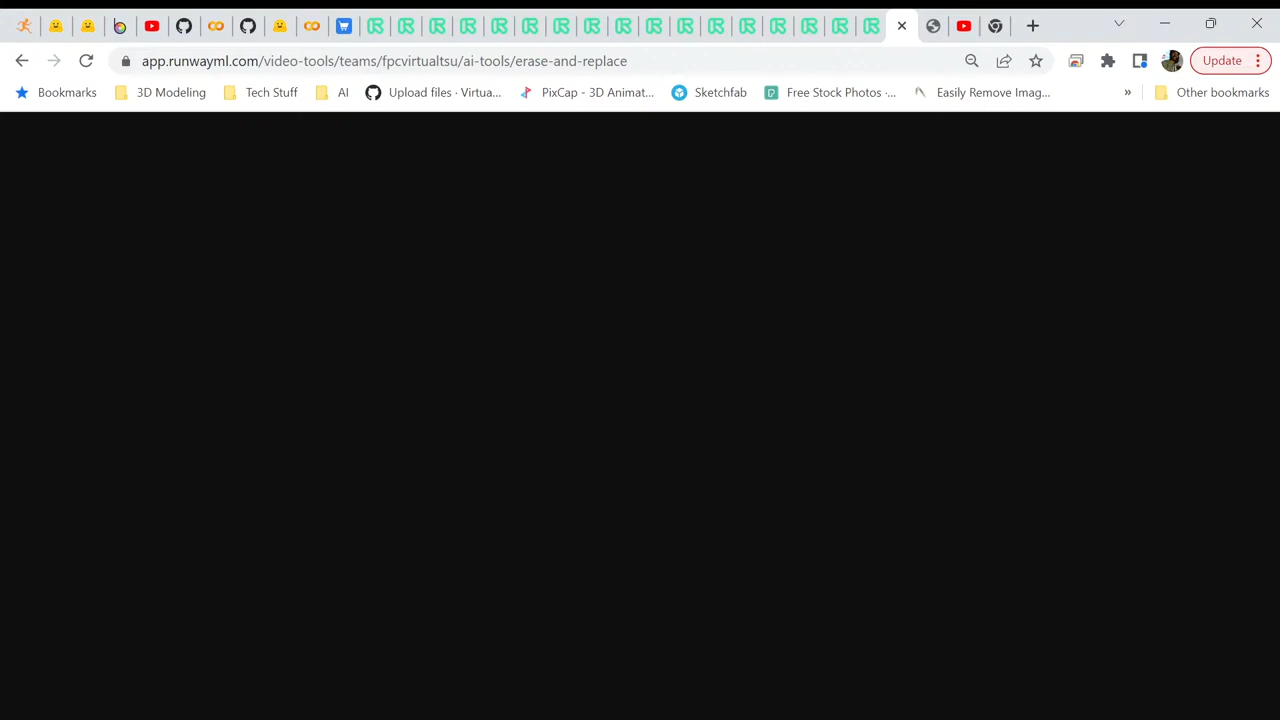 app.runwayml.com/video-tools/teams/fpcvirtualtsu/ai-tools/erase-and-replace
Update
Bookmarks
3D Modeling
Tech Stuff
AI
Upload files · Virtua...
PixCap - 3D Animat...
Sketchfab
Free Stock Photos ·...
Easily Remove Imag...
»
Other bookmarks